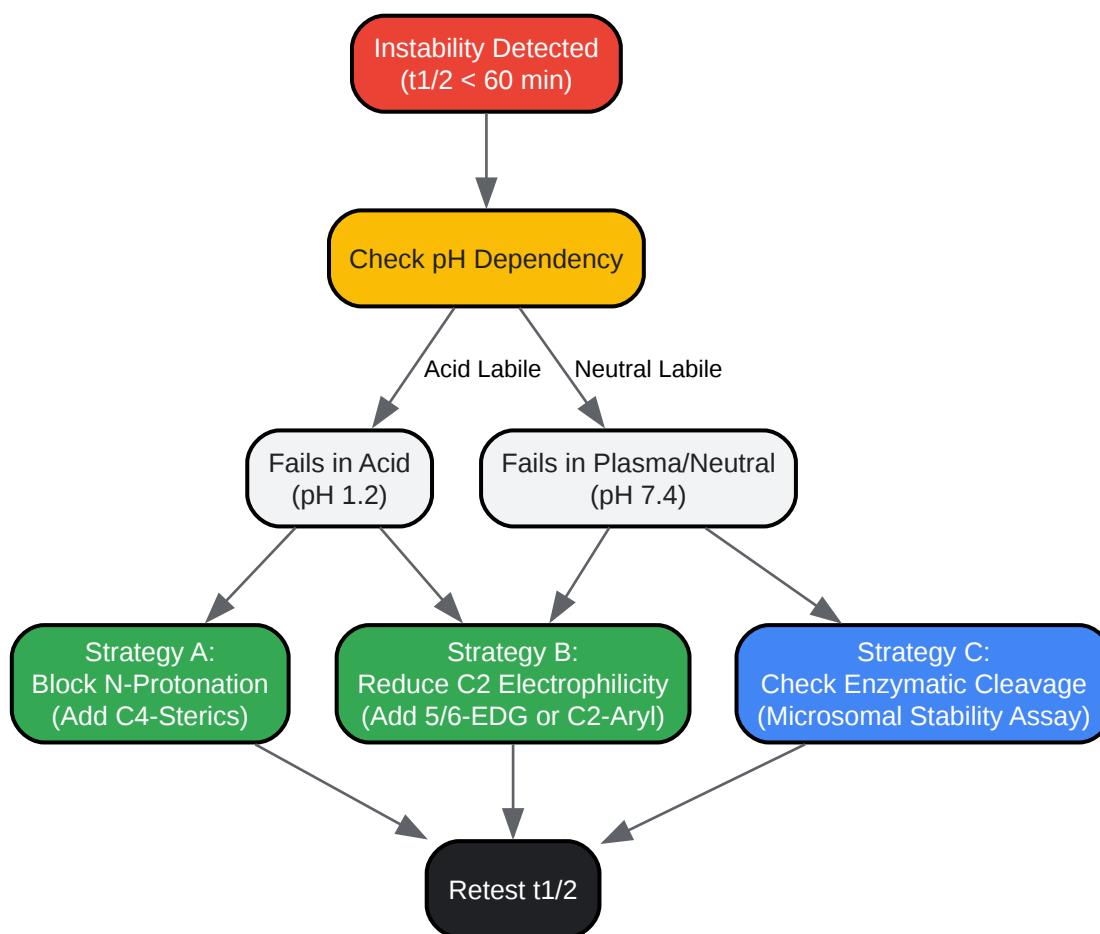 Instability Detected
(t1/2 < 60 min)
Check pH Dependency
Acid Labile
Neutral Labile
Fails in Acid
(pH 1.2)
Fails in Plasma/Neutral
(pH 7.4)
Strategy A:
Block N-Protonation
(Add C4-Sterics)
Strategy B:
Reduce C2 Electrophilicity
(Add 5/6-EDG or C2-Aryl)
Strategy C:
Check Enzymatic Cleavage
(Microsomal Stability Assay)
Retest t1/2